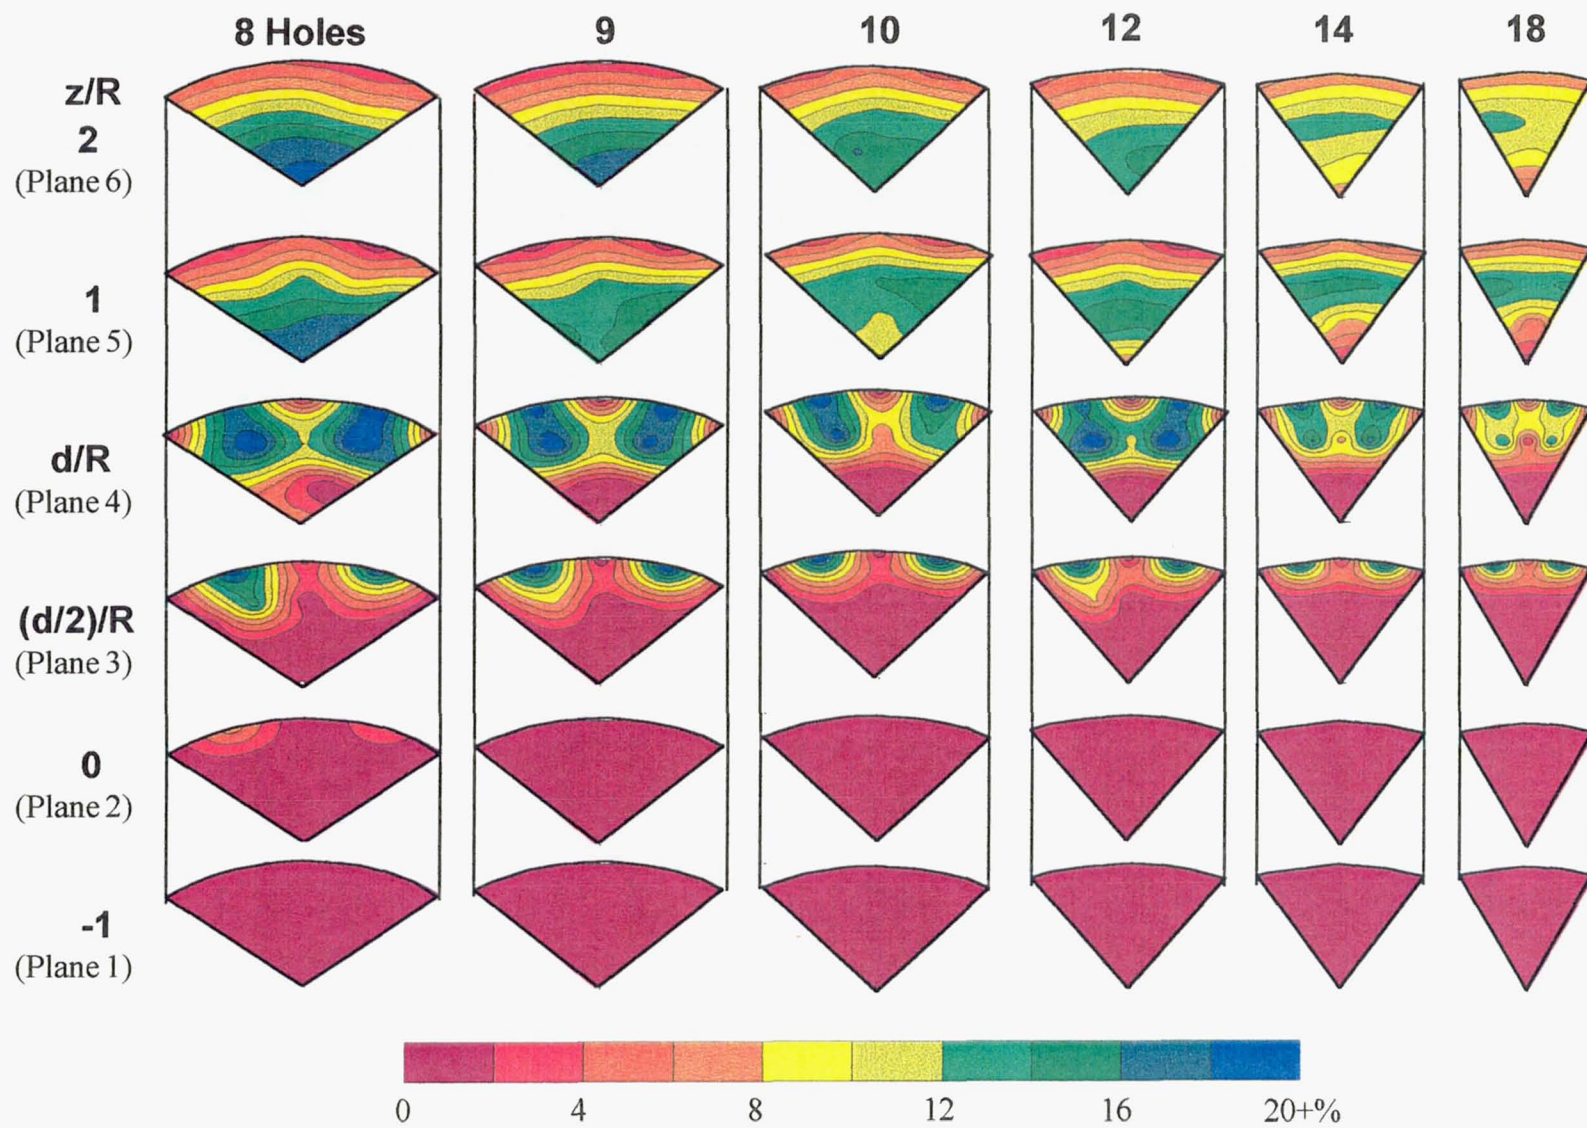 8 Holes 9 10 12 14 18
z/R
2
(Plane 6)
1
(Plane 5)
d/R
(Plane 4)
(d/2)/R
(Plane 3)
0
(Plane 2)
-1
(Plane 1)
0 4 8 12 16 20+%